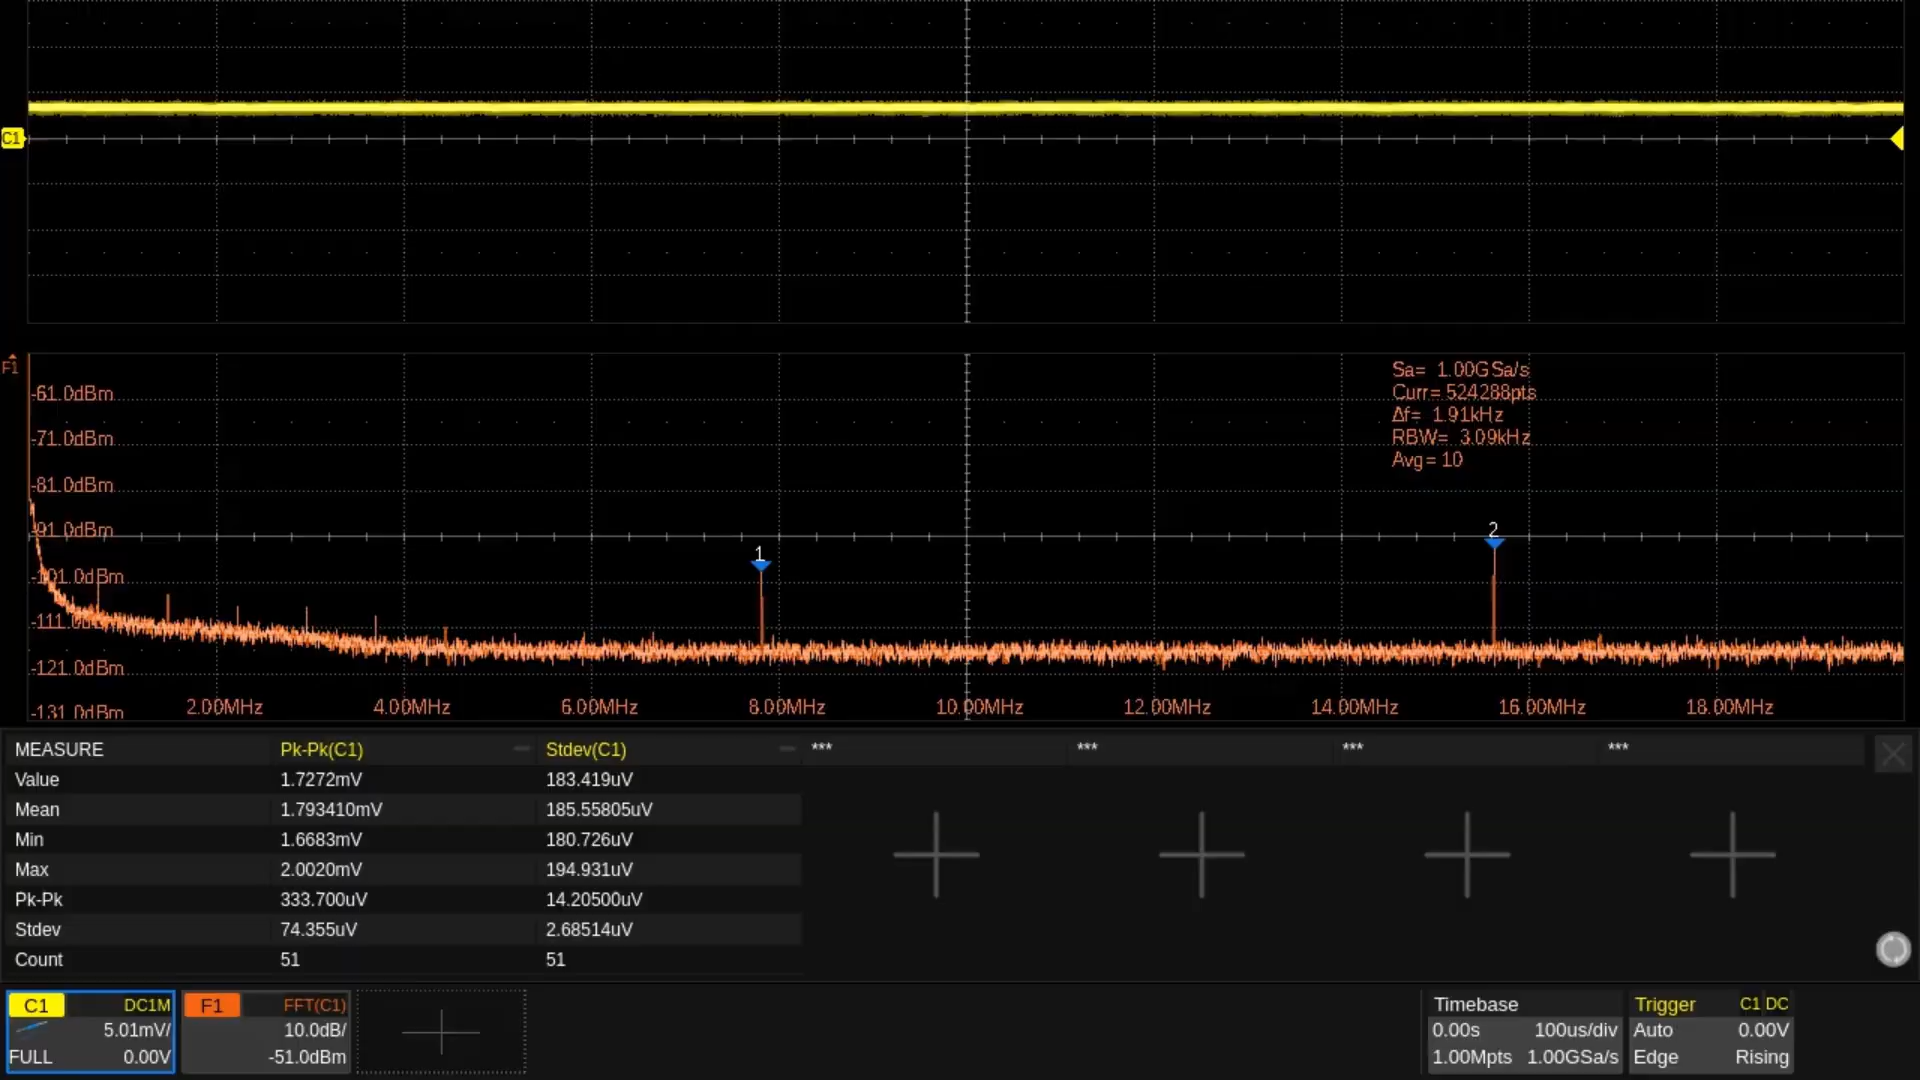 C1
F1
Sa= 1.00GSa/s
Curr= 524288pts
Δf= 1.91kHz
RBW= 3.09kHz
Avg= 10
-61.0dBm
-71.0dBm
-81.0dBm
-91.0dBm
-101.0dBm
-111.0dBm
-121.0dBm
-131.0dBm
1
2
2.00MHz 4.00MHz 6.00MHz 8.00MHz 10.00MHz 12.00MHz 14.00MHz 16.00MHz 18.00MHz
MEASURE Pk-Pk(C1) Stdev(C1) *** *** *** ***
Value 1.7272mV 183.419uV
Mean 1.793410mV 185.55805uV
Min 1.6683mV 180.726uV
Max 2.0020mV 194.931uV
Pk-Pk 333.700uV 14.20500uV
Stdev 74.355uV 2.68514uV
Count 51 51
C1 DC1M
5.01mV/
FULL 0.00V
F1 FFT(C1)
10.0dB/
-51.0dBm
Timebase
0.00s 100us/div
1.00Mpts 1.00GSa/s
Trigger C1 DC
Auto 0.00V
Edge Rising